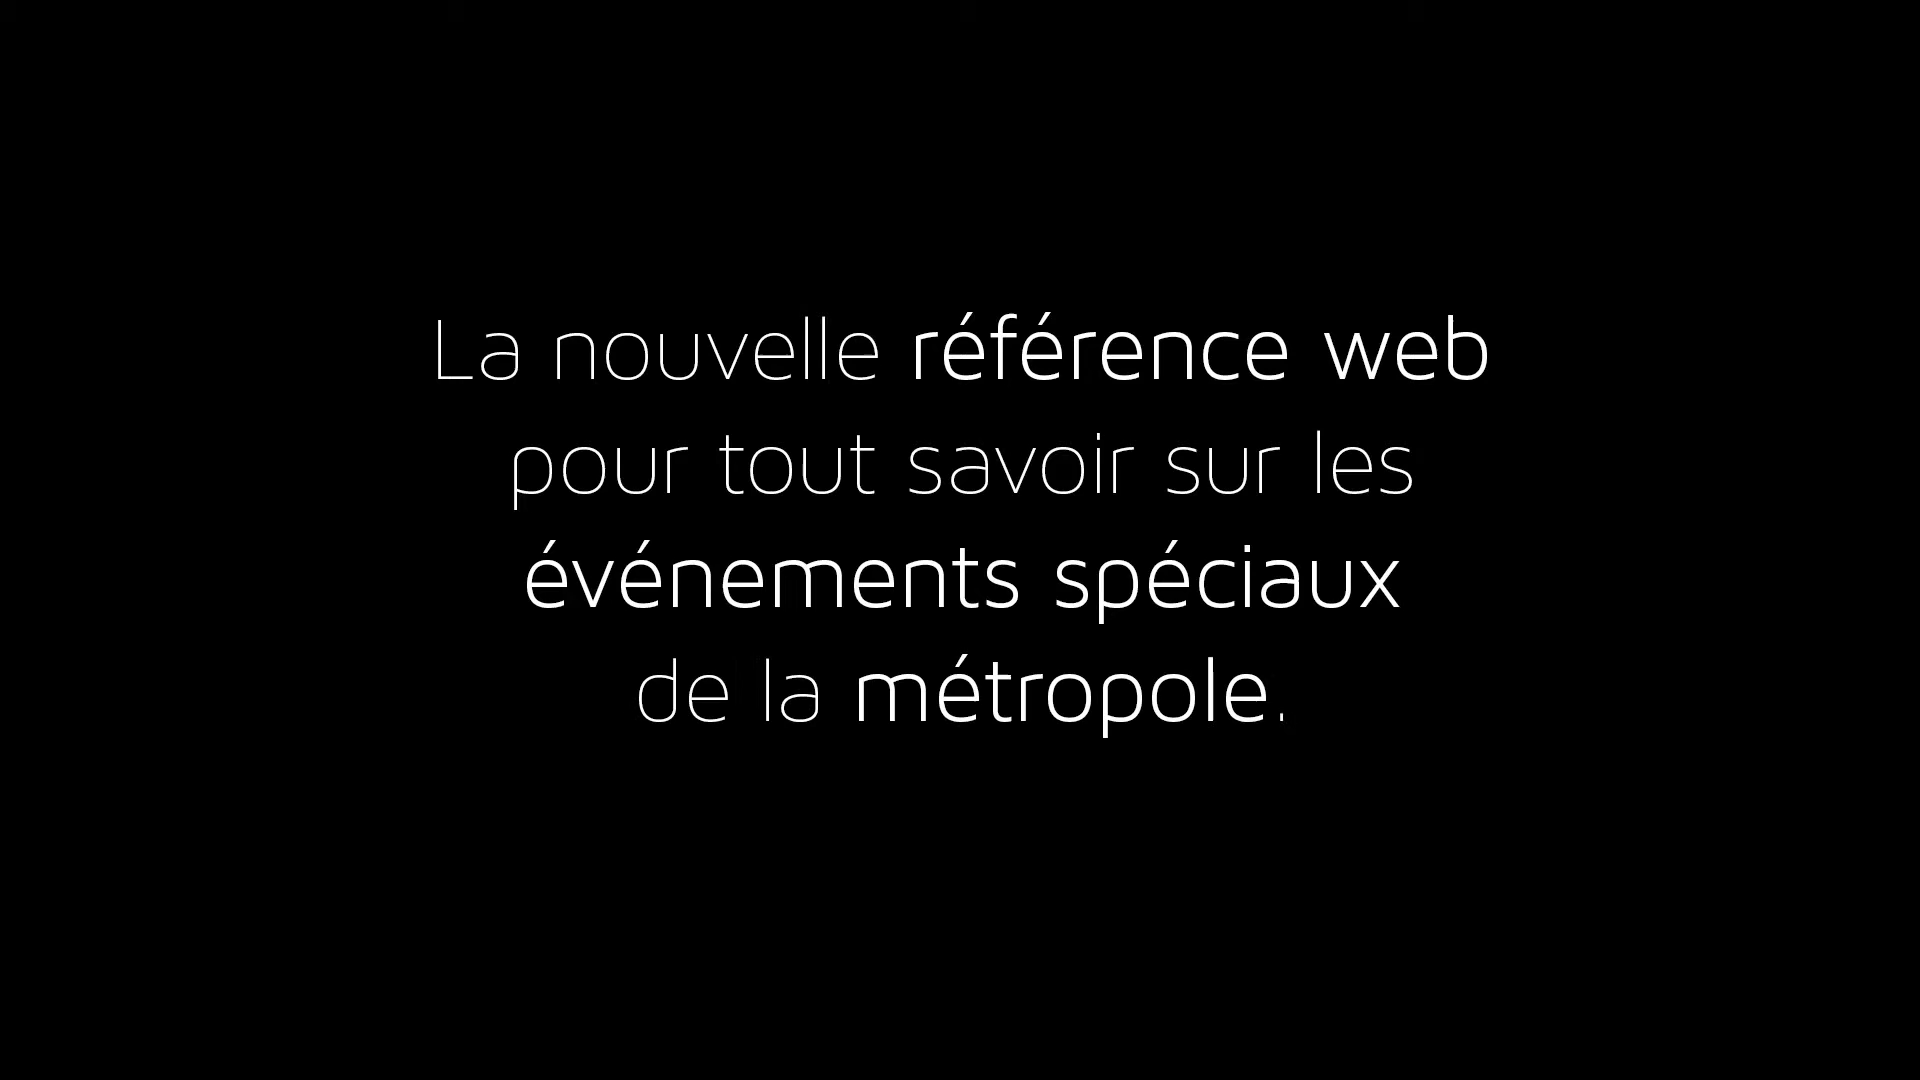 La nouvelle référence web
pour tout savoir sur les
événements spéciaux
de la métropole.